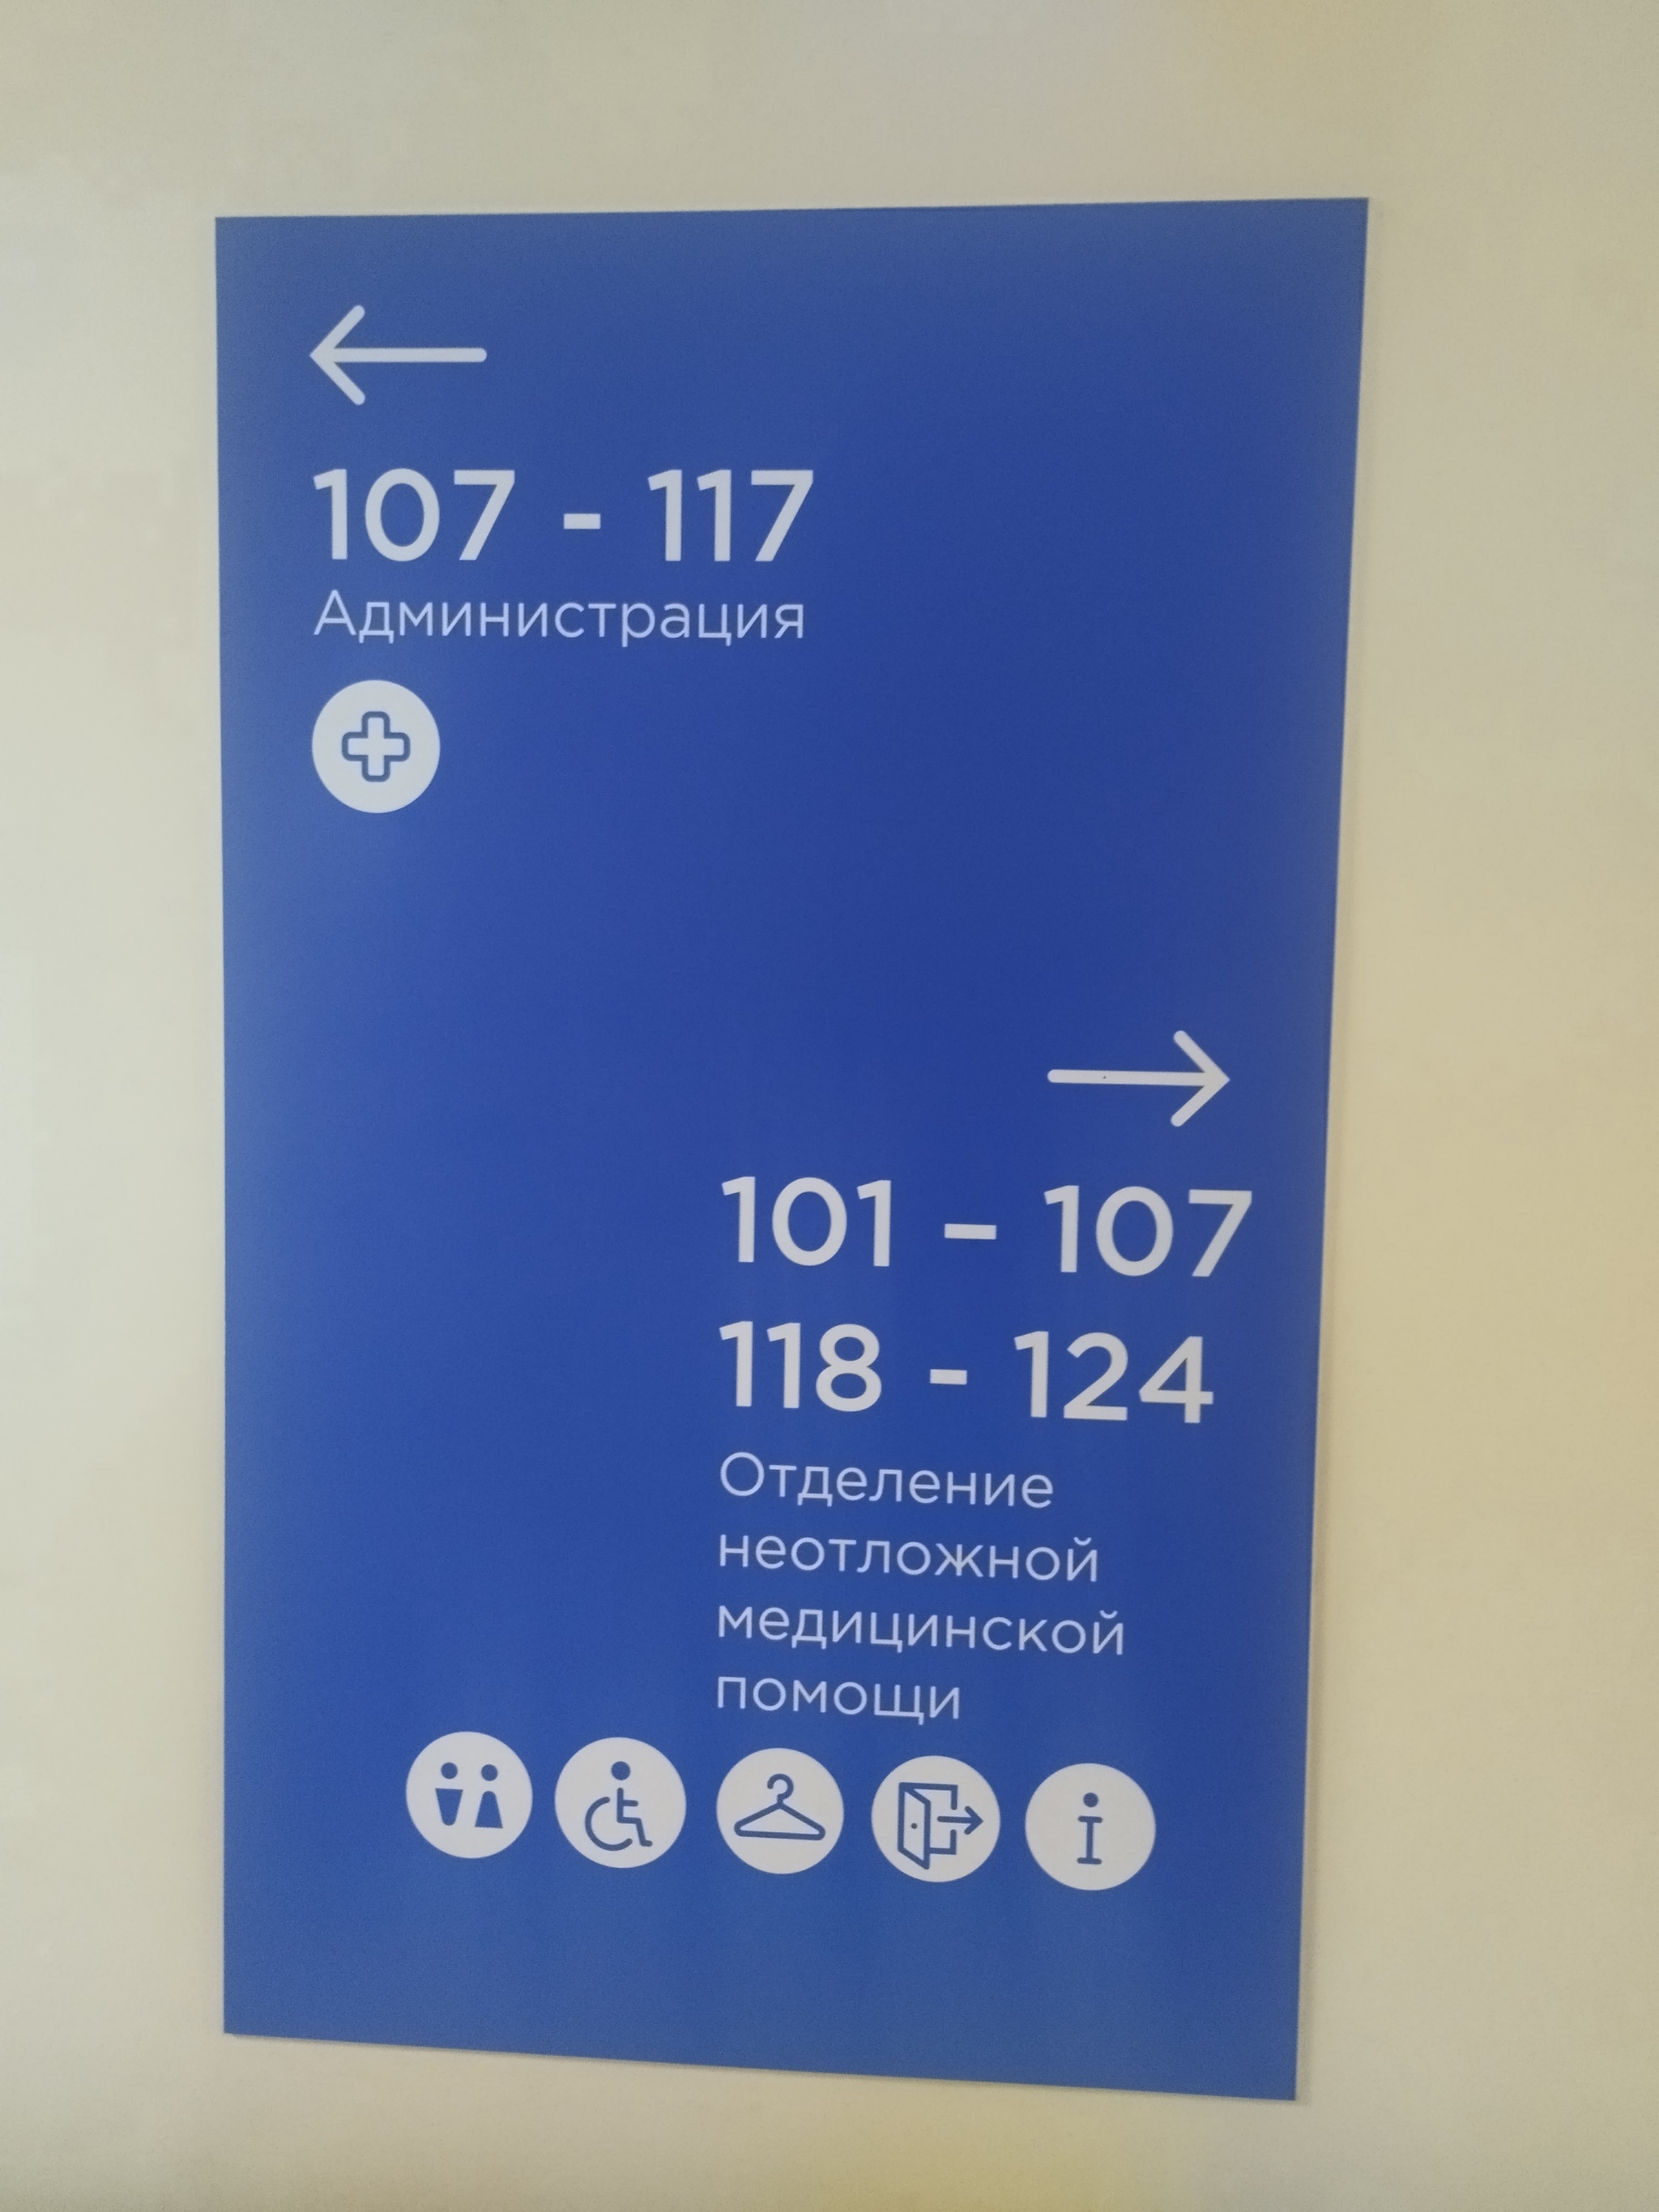 107 - 117
Администрация
101 – 107
118 - 124
Отделение
неотложной
медицинской
помощи